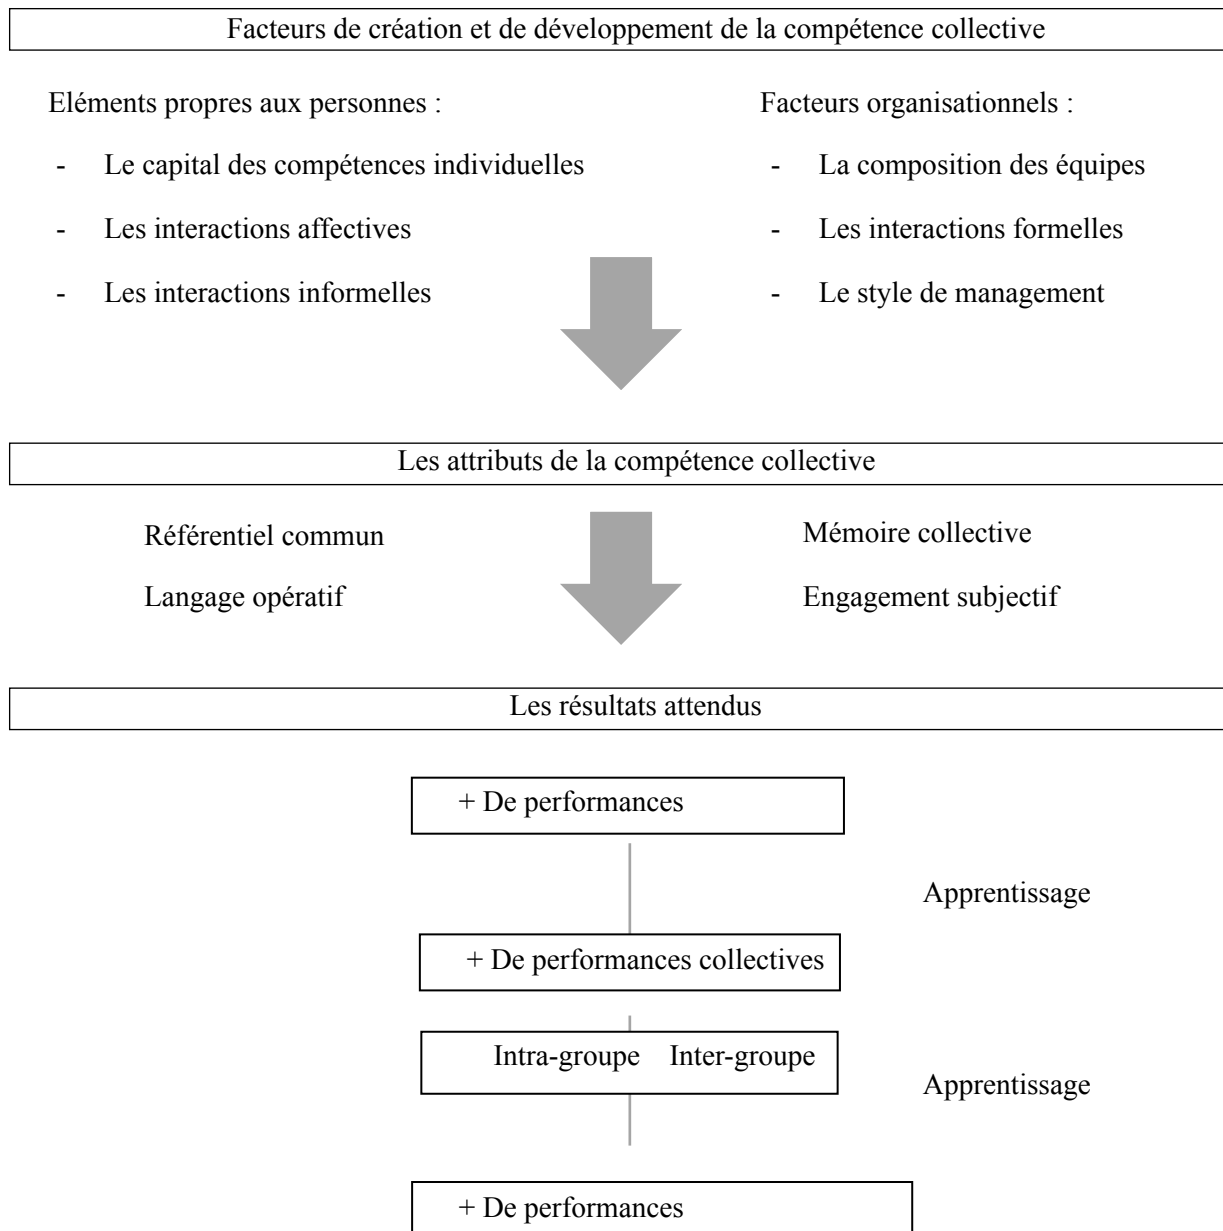 Facteurs de création et de développement de la compétence collective
Eléments propres aux personnes :
- Le capital des compétences individuelles
- Les interactions affectives
- Les interactions informelles
Facteurs organisationnels :
- La composition des équipes
- Les interactions formelles
- Le style de management
Les attributs de la compétence collective
Référentiel commun
Langage opératif
Mémoire collective
Engagement subjectif
Les résultats attendus
+ De performances
Apprentissage
+ De performances collectives
Intra-groupe Inter-groupe
Apprentissage
+ De performances